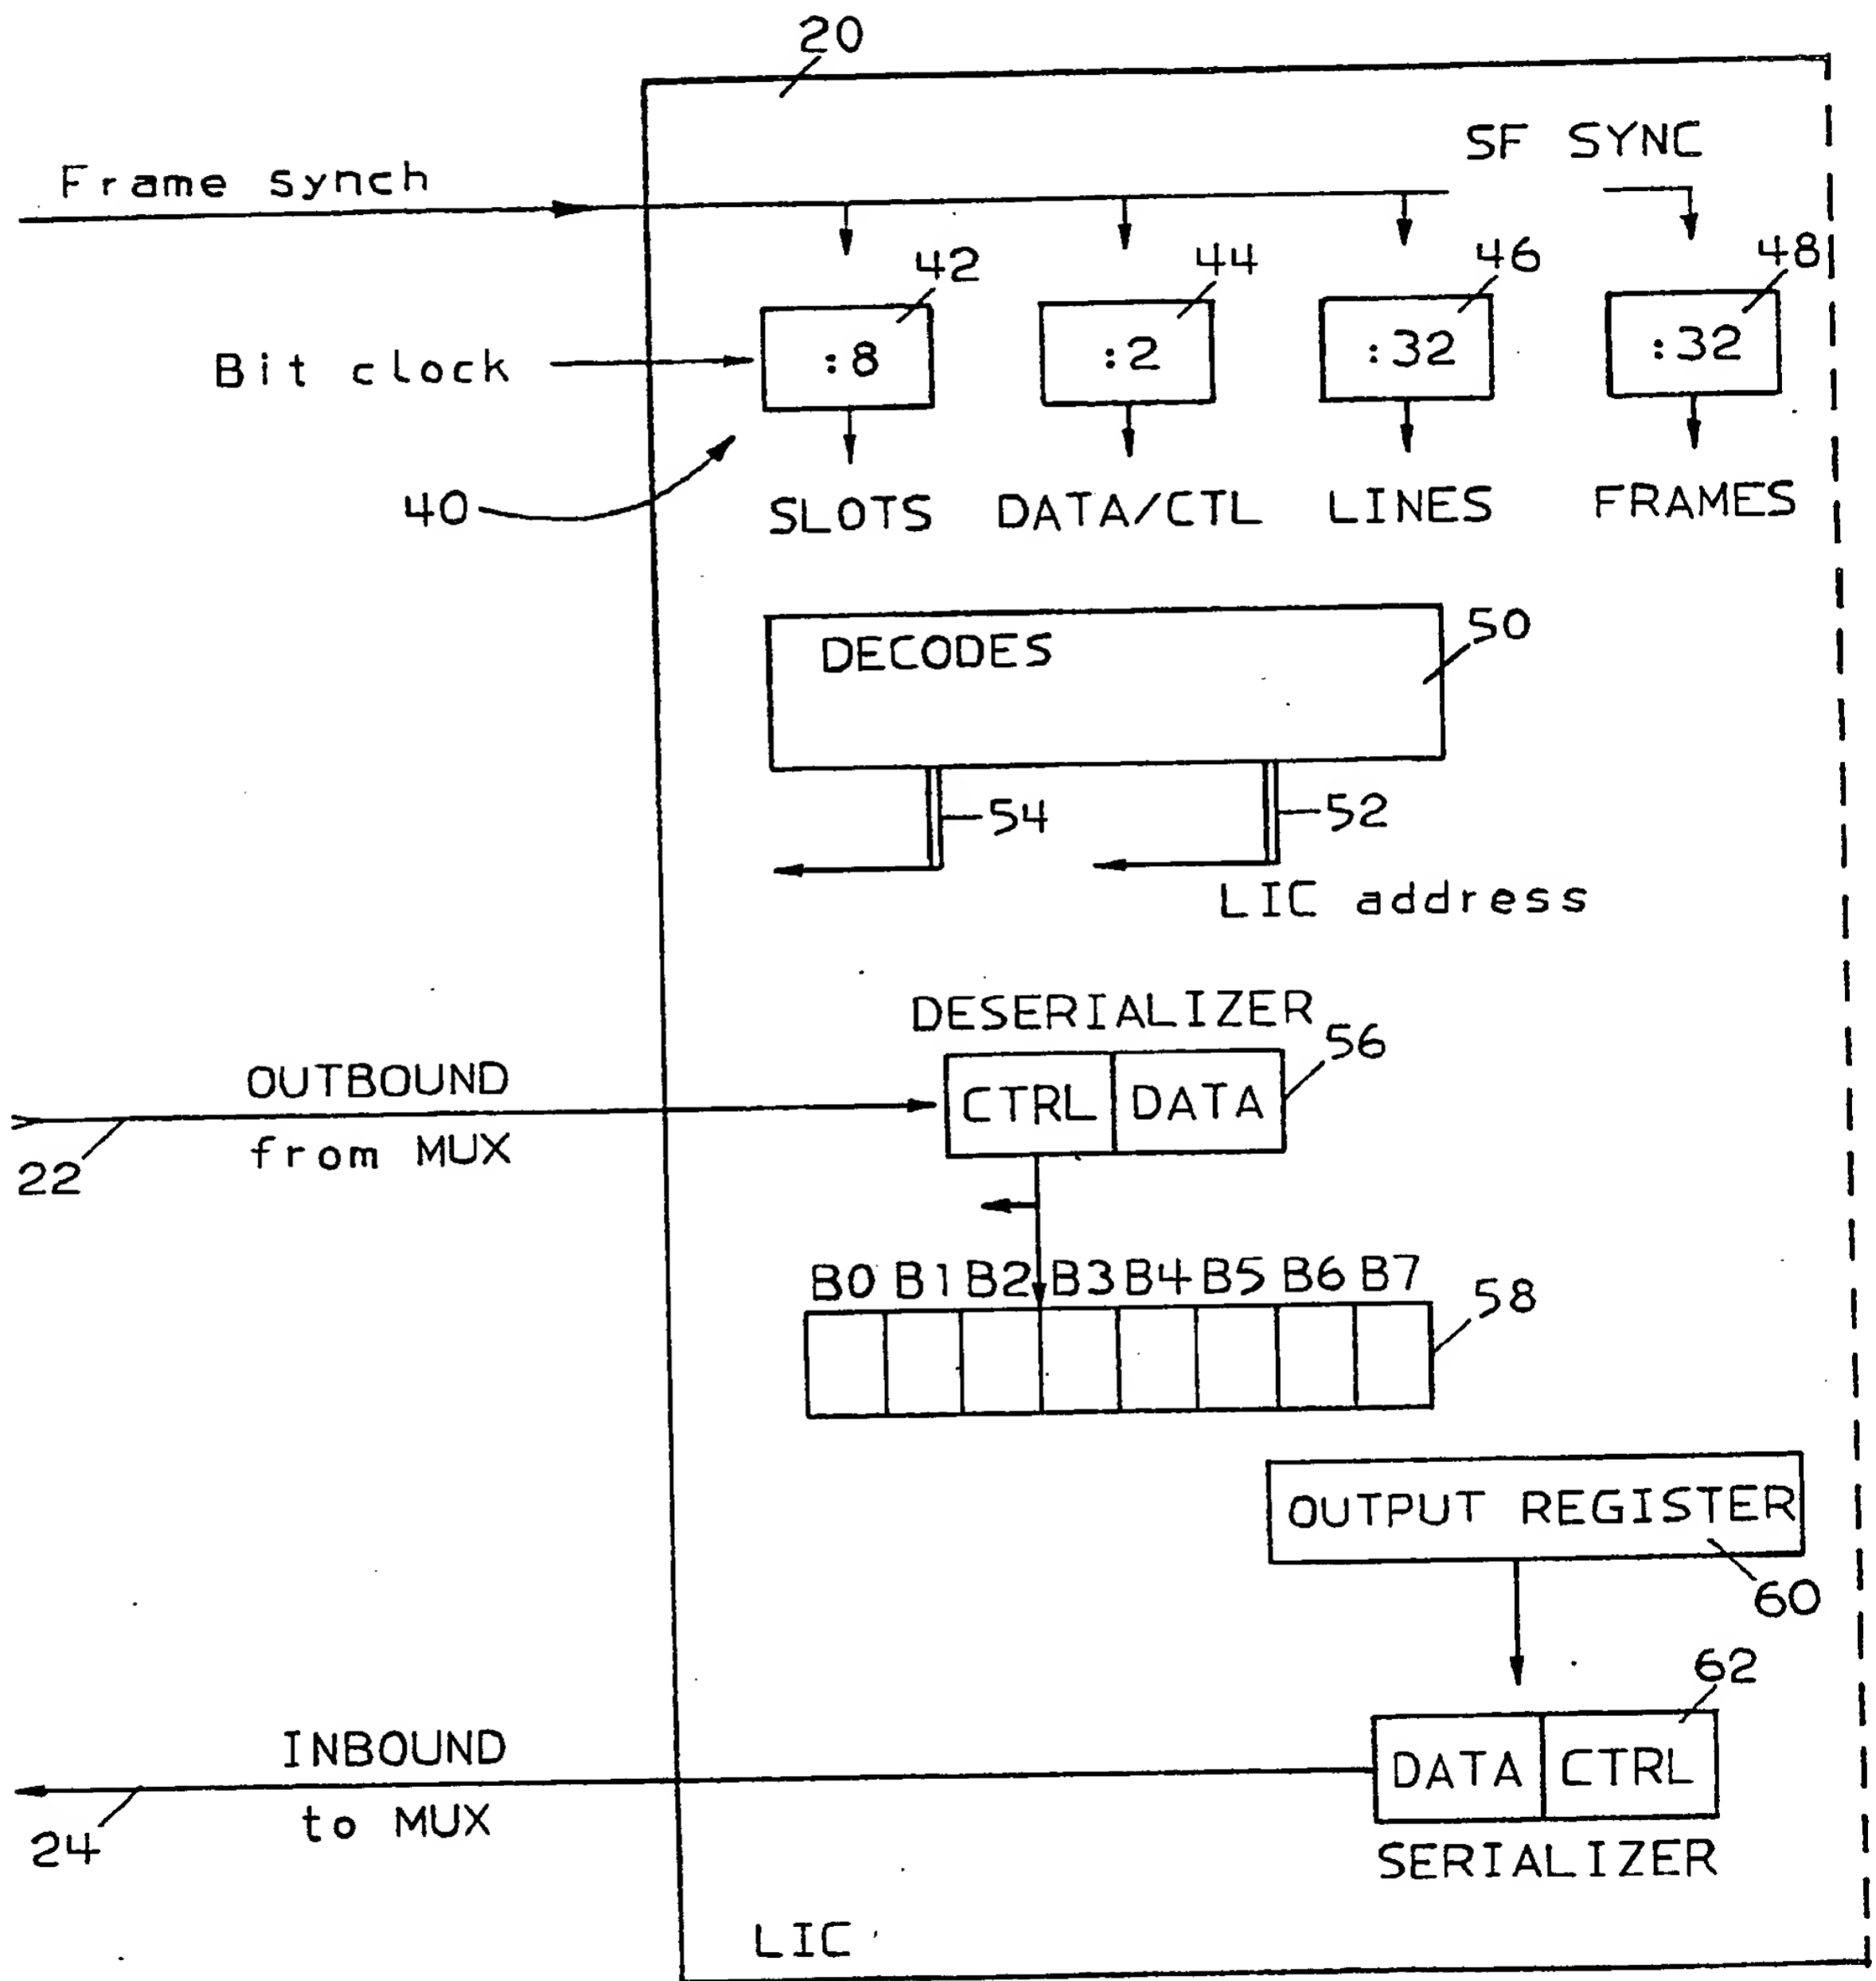 20
SF SYNC
Frame synch
42 44 46 48
:8 :2 :32 :32
Bit clock
40
SLOTS DATA/CTL LINES FRAMES
DECODES
50
54
52
LIC address
DESERIALIZER
56
OUTBOUND
CTRL DATA
from MUX
22
B0 B1 B2 B3 B4 B5 B6 B7
58
OUTPUT REGISTER
60
62
INBOUND
DATA CTRL
to MUX
24
SERIALIZER
LIC